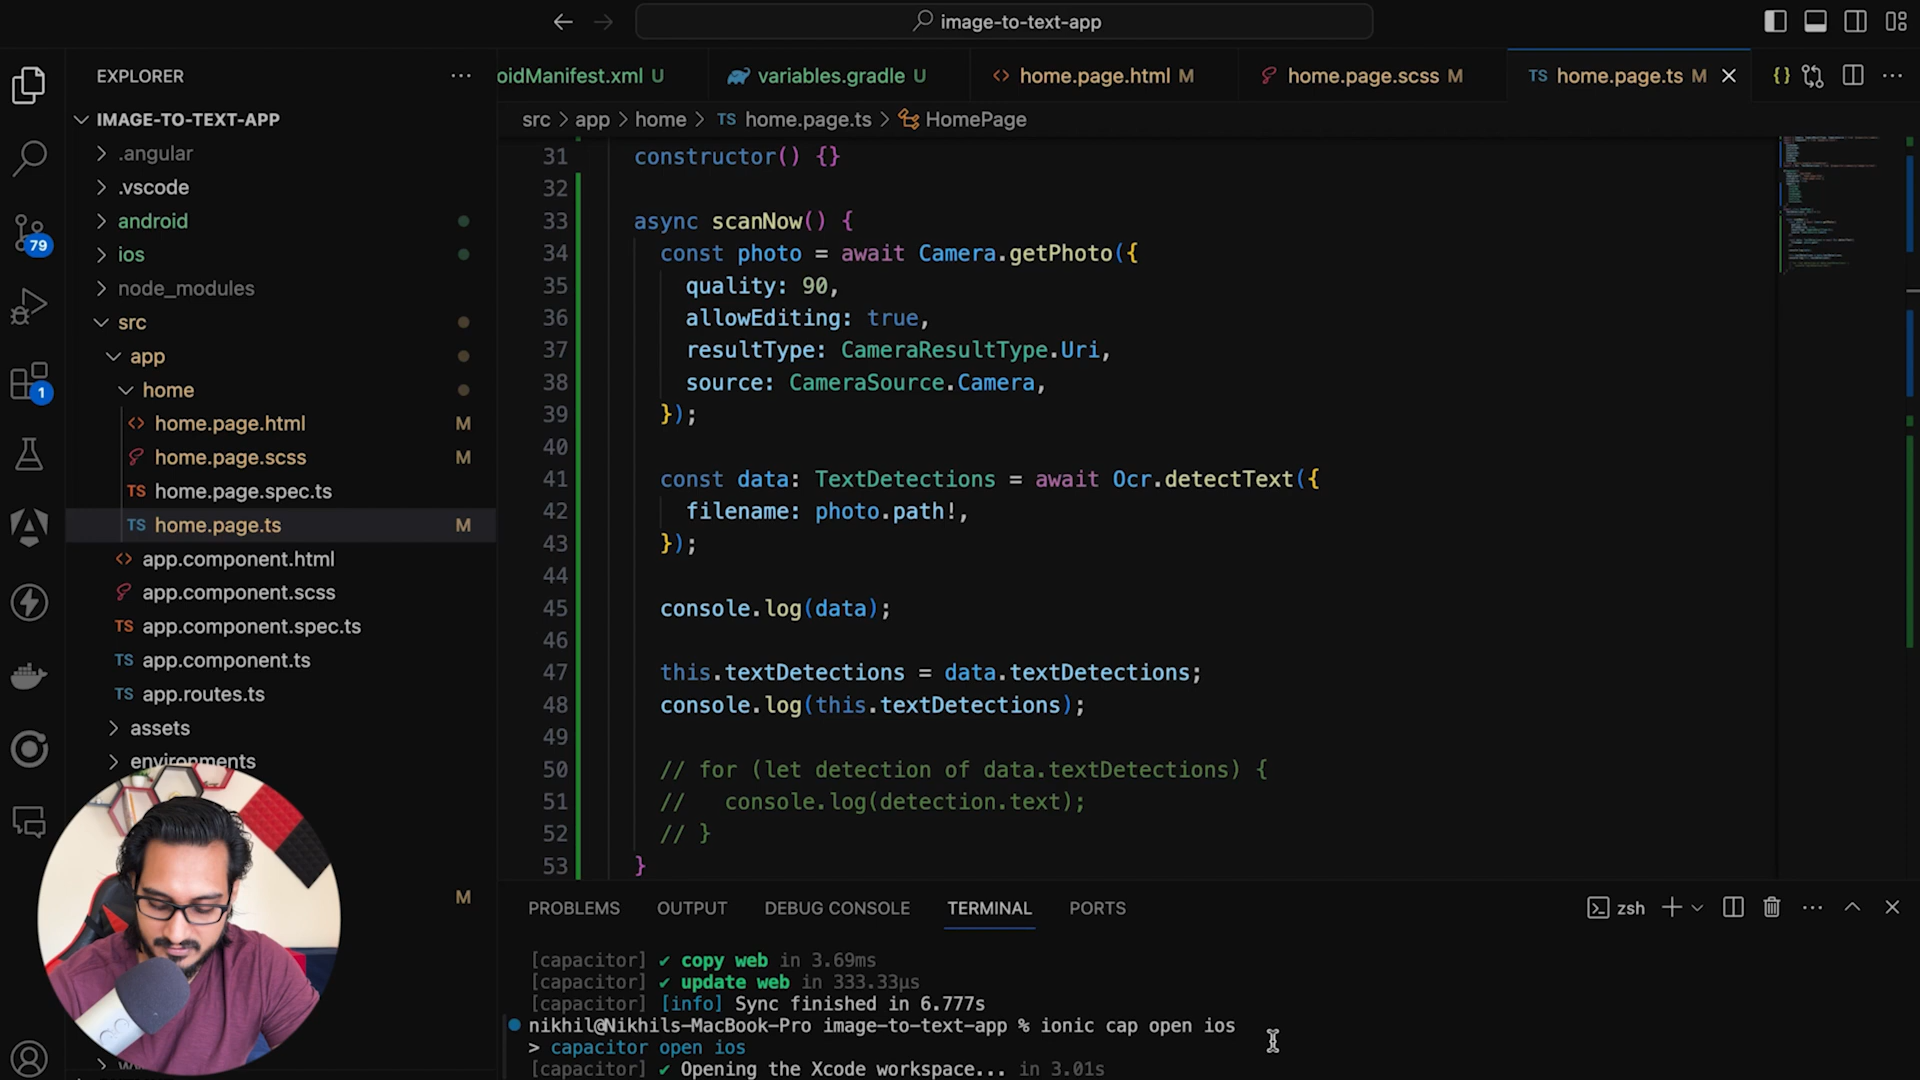 image-to-text-app
EXPLORER
oidManifest.xml U
variables.gradle U
home.page.html M
home.page.scss M
TS home.page.ts M
src > app > home > TS home.page.ts > HomePage
IMAGE-TO-TEXT-APP
.angular
.vscode
android
ios
node_modules
src
app
home
home.page.html M
home.page.scss M
TS home.page.spec.ts
TS home.page.ts M
app.component.html
app.component.scss
TS app.component.spec.ts
TS app.component.ts
TS app.routes.ts
assets
environments
M
79
1
31 constructor() {}
32
33 async scanNow() {
34 const photo = await Camera.getPhoto({
35 quality: 90,
36 allowEditing: true,
37 resultType: CameraResultType.Uri,
38 source: CameraSource.Camera,
39 });
40
41 const data: TextDetections = await Ocr.detectText({
42 filename: photo.path!,
43 });
44
45 console.log(data);
46
47 this.textDetections = data.textDetections;
48 console.log(this.textDetections);
49
50 // for (let detection of data.textDetections) {
51 // console.log(detection.text);
52 // }
53 }
PROBLEMS OUTPUT DEBUG CONSOLE TERMINAL PORTS
zsh
[capacitor] ✔ copy web in 3.69ms
[capacitor] ✔ update web in 333.33μs
[capacitor] [info] Sync finished in 6.777s
nikhil@Nikhils-MacBook-Pro image-to-text-app % ionic cap open ios
> capacitor open ios
[capacitor] ✔ Opening the Xcode workspace... in 3.01s